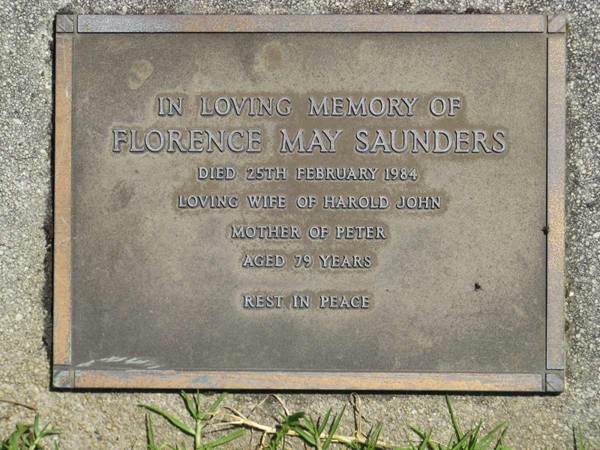 IN LOVING MEMORY OF
FLORENCE MAY SAUNDERS
DIED 25TH FEBRUARY 1984
LOVING WIFE OF HAROLD JOHN
MOTHER OF PETER
AGED 79 YEARS
REST IN PEACE